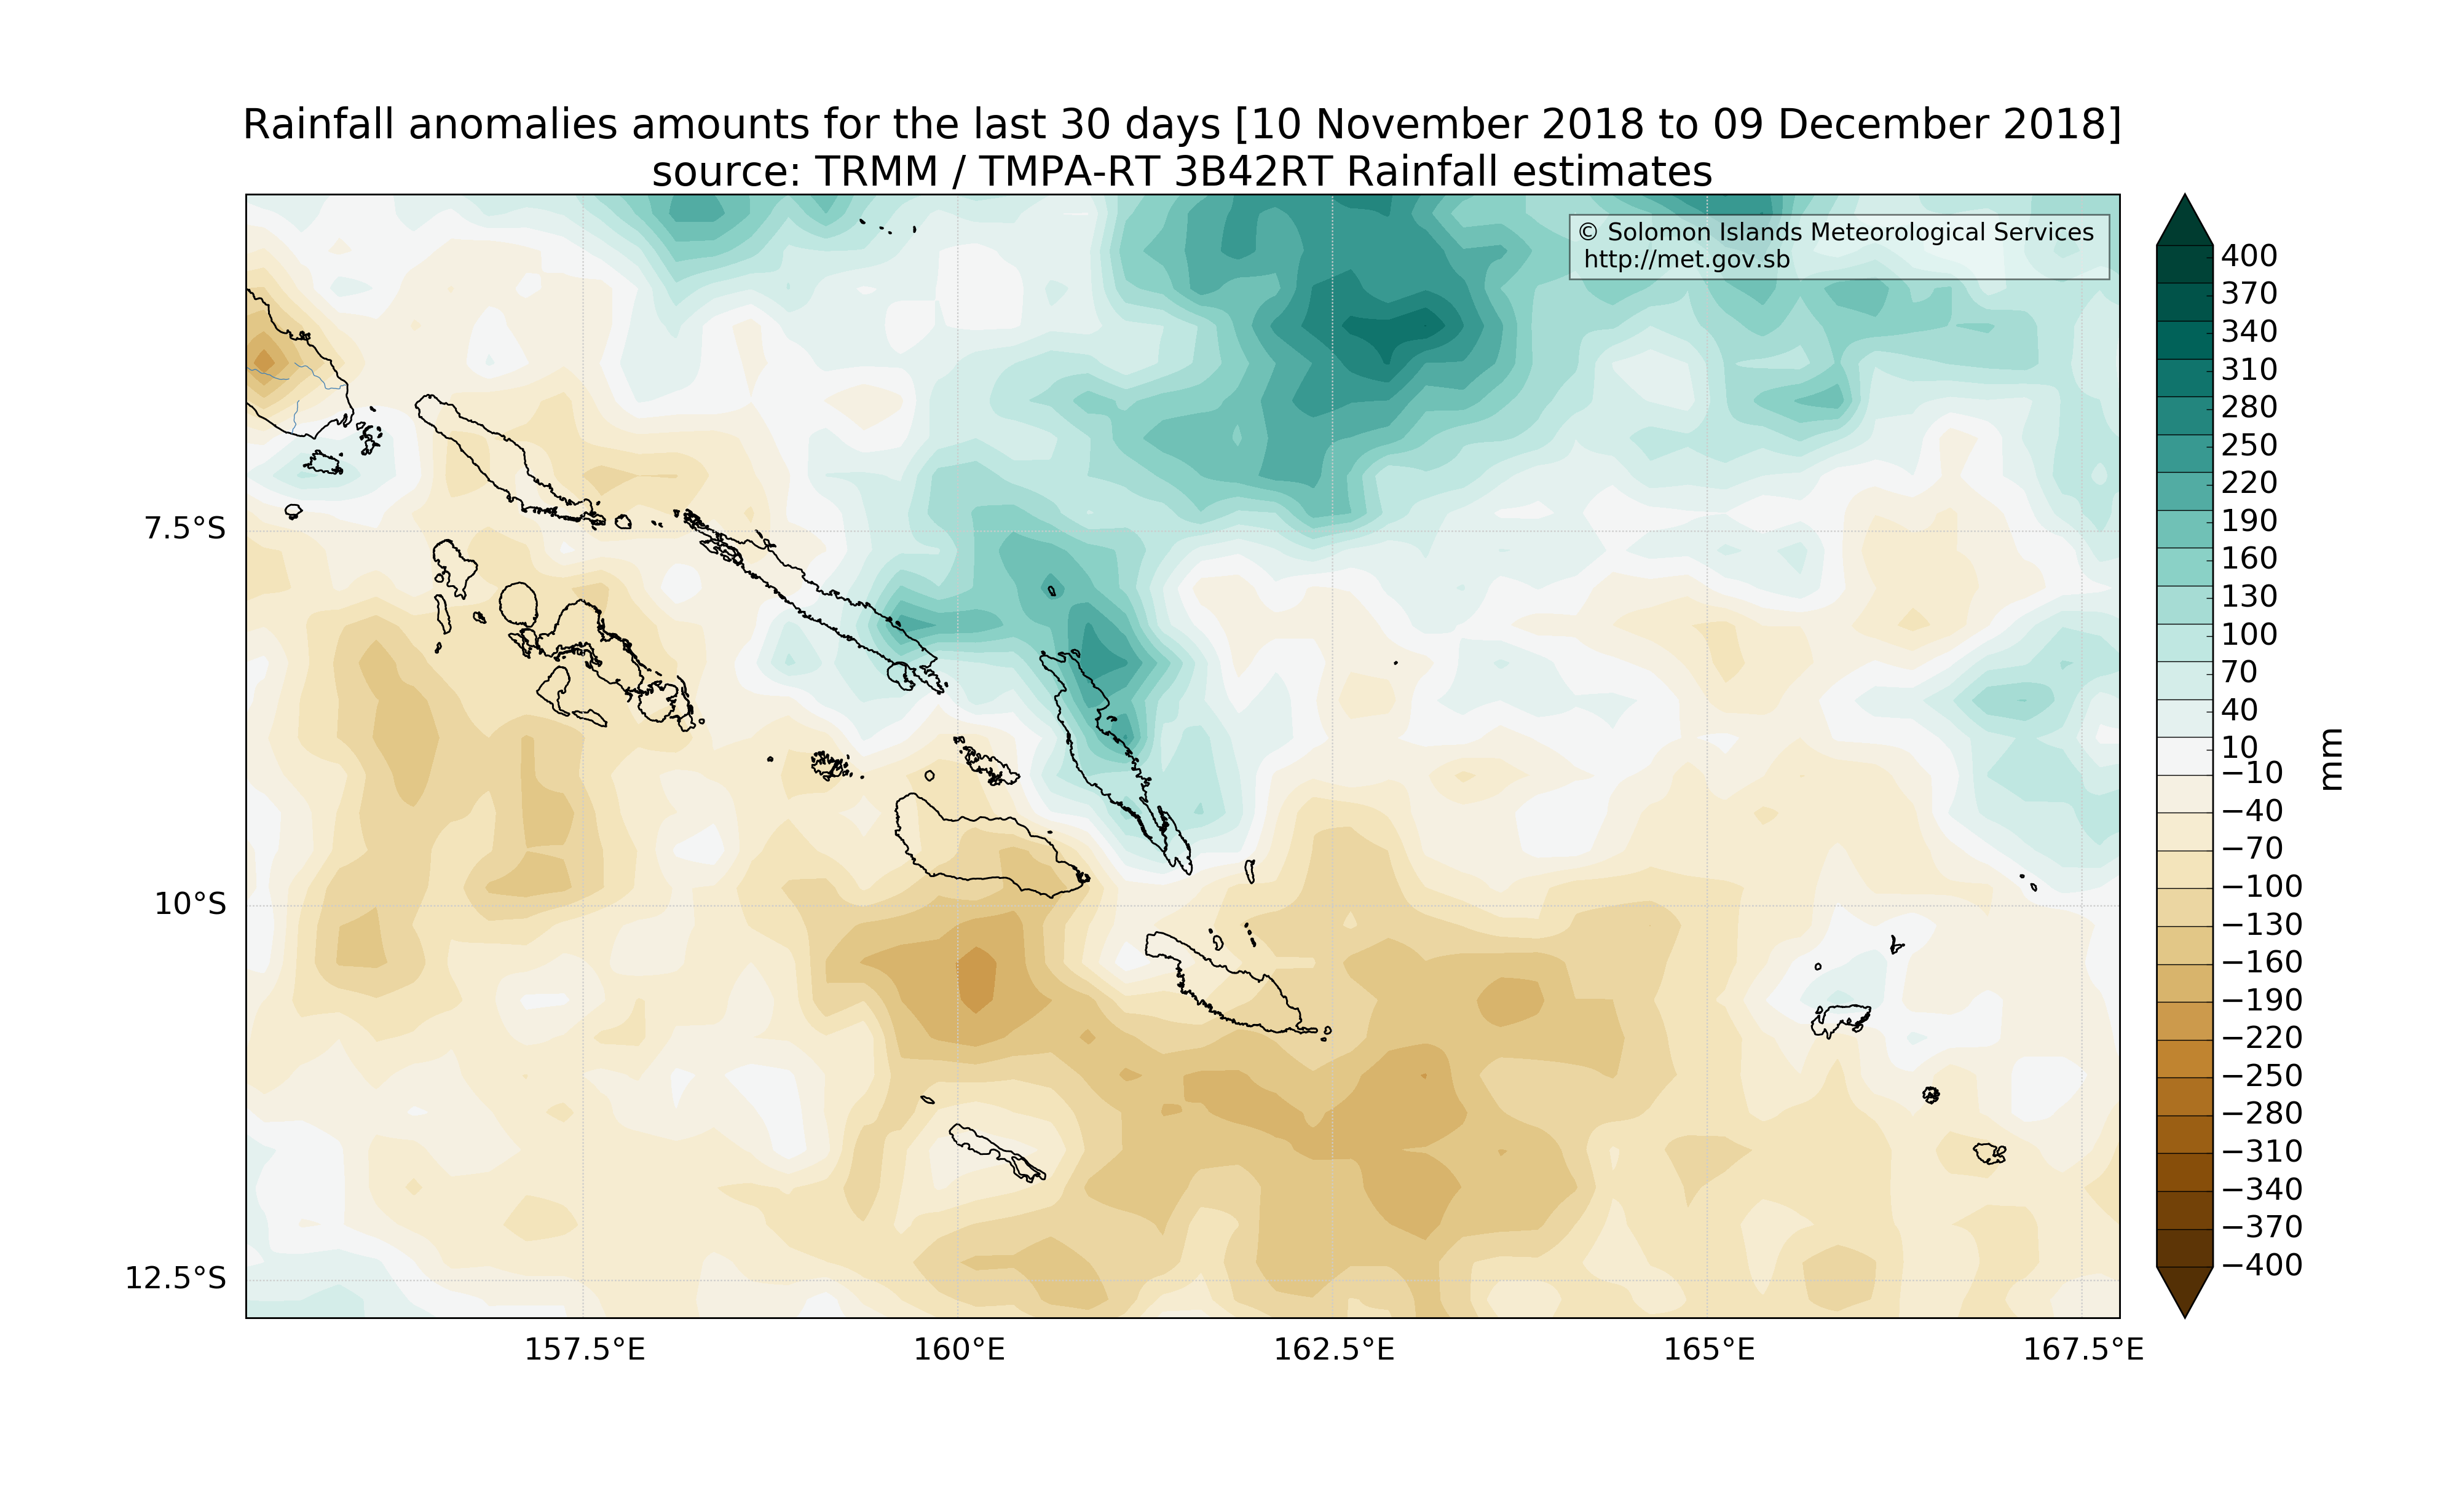 Rainfall anomalies amounts for the last 30 days [10 November 2018 to 09 December 2018]
source: TRMM / TMPA-RT 3B42RT Rainfall estimates
© Solomon Islands Meteorological Services
http://met.gov.sb
7.5°S
10°S
12.5°S
157.5°E
160°E
162.5°E
165°E
167.5°E
400
370
340
310
280
250
220
190
160
130
100
70
40
10
−10
−40
−70
−100
−130
−160
−190
−220
−250
−280
−310
−340
−370
−400
mm